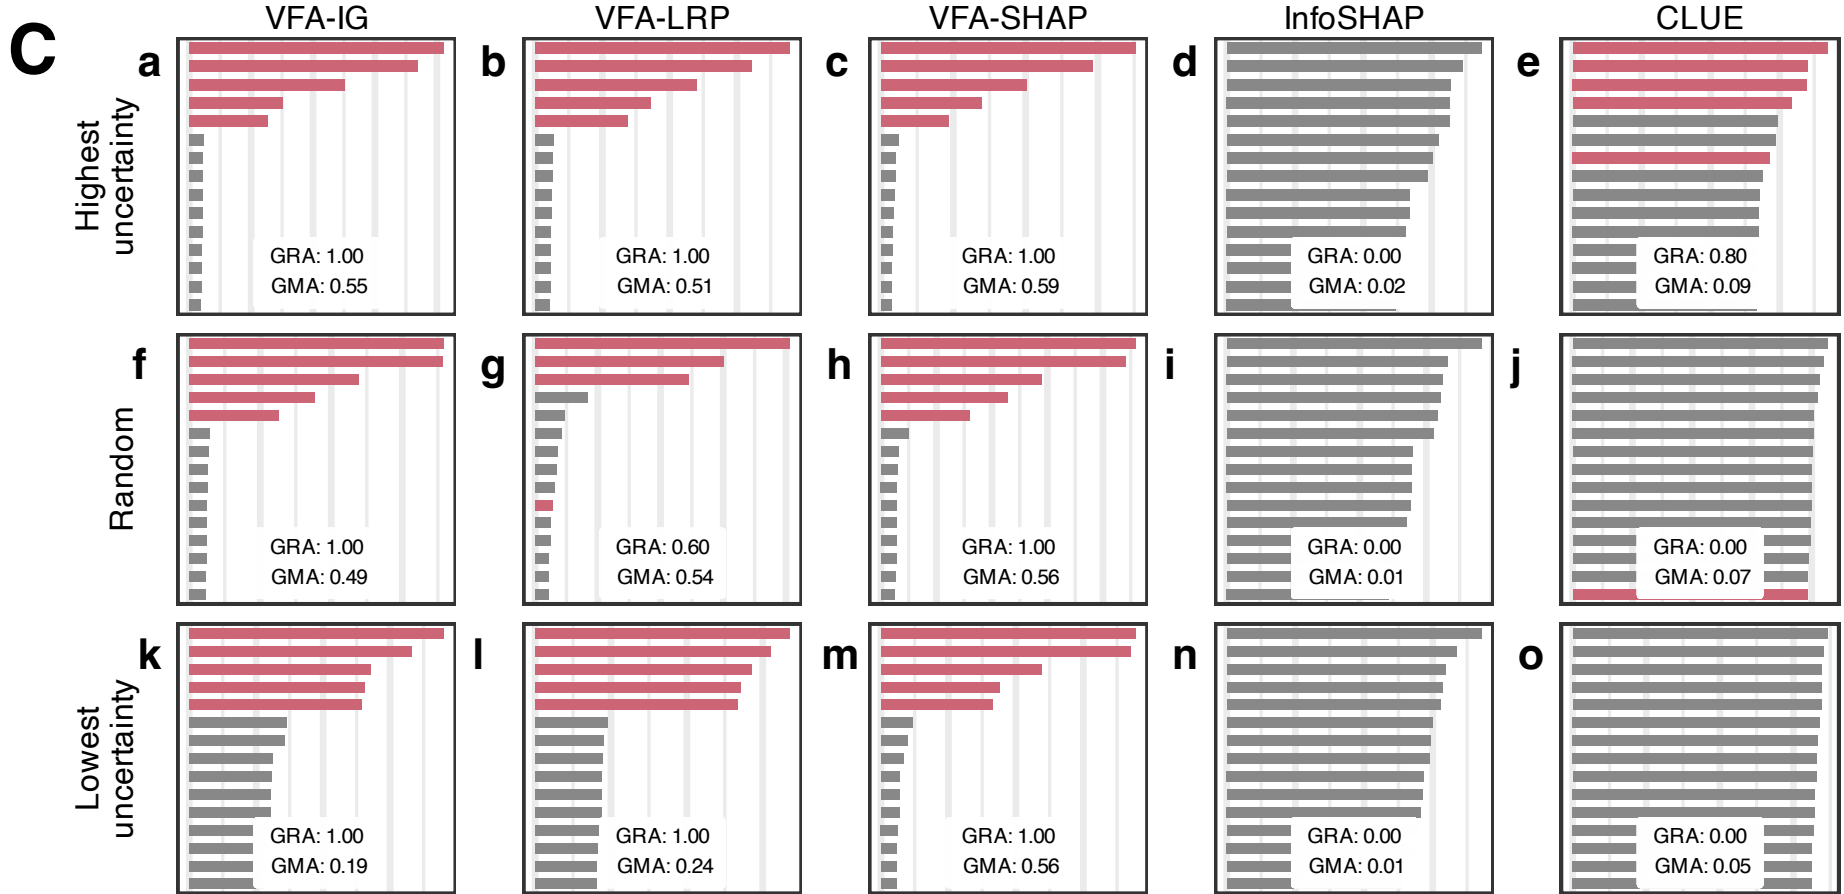 C
VFA-IG
VFA-LRP
VFA-SHAP
InfoSHAP
CLUE
Highest
uncertainty
a
GRA: 1.00
GMA: 0.55
b
GRA: 1.00
GMA: 0.51
c
GRA: 1.00
GMA: 0.59
d
GRA: 0.00
GMA: 0.02
e
GRA: 0.80
GMA: 0.09
Random
f
GRA: 1.00
GMA: 0.49
g
GRA: 0.60
GMA: 0.54
h
GRA: 1.00
GMA: 0.56
i
GRA: 0.00
GMA: 0.01
j
GRA: 0.00
GMA: 0.07
Lowest
uncertainty
k
GRA: 1.00
GMA: 0.19
l
GRA: 1.00
GMA: 0.24
m
GRA: 1.00
GMA: 0.56
n
GRA: 0.00
GMA: 0.01
o
GRA: 0.00
GMA: 0.05